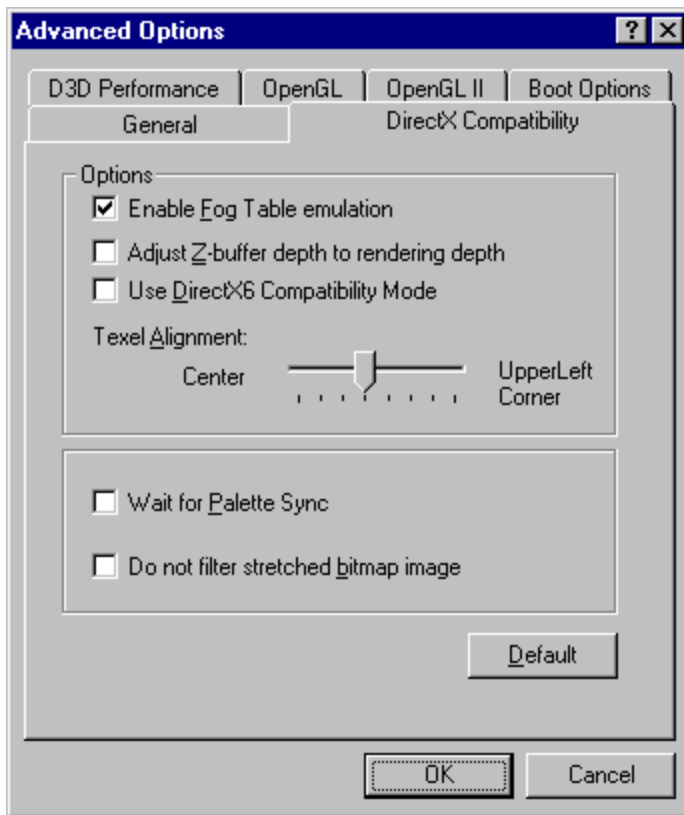 Advanced Options
D3D Performance OpenGL OpenGL II Boot Options
General DirectX Compatibility
Options
Enable Fog Table emulation
Adjust Z-buffer depth to rendering depth
Use DirectX6 Compatibility Mode
Texel Alignment:
Center UpperLeft
Corner
Wait for Palette Sync
Do not filter stretched bitmap image
Default
OK Cancel